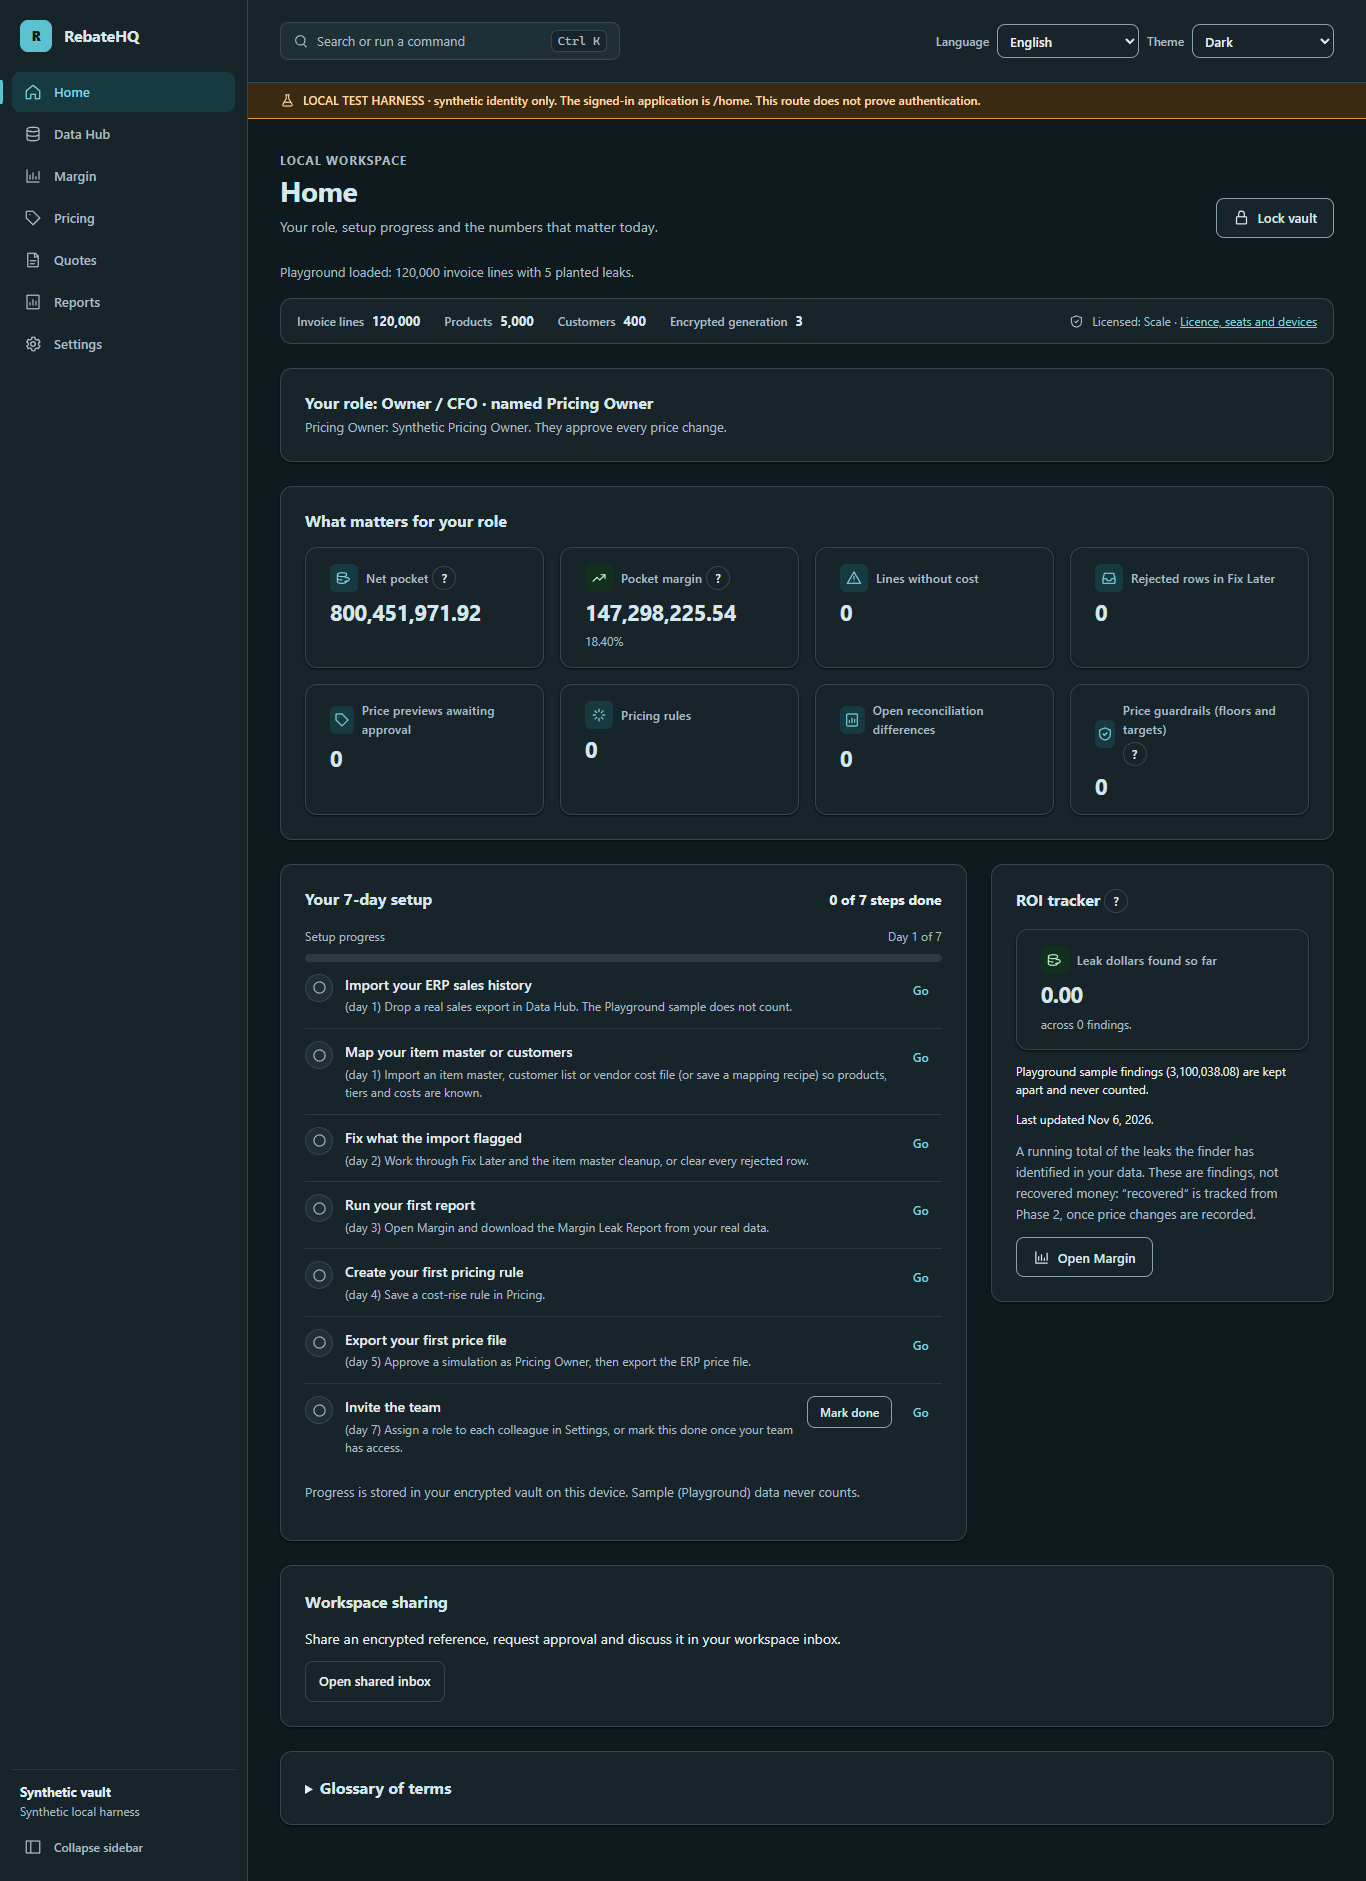 R RebateHQ
Search or run a command Ctrl K
Language English Theme Dark
Home
Data Hub
Margin
Pricing
Quotes
Reports
Settings
LOCAL TEST HARNESS · synthetic identity only. The signed-in application is /home. This route does not prove authentication.
LOCAL WORKSPACE
Home
Your role, setup progress and the numbers that matter today.
Lock vault
Playground loaded: 120,000 invoice lines with 5 planted leaks.
Invoice lines 120,000 Products 5,000 Customers 400 Encrypted generation 3
Licensed: Scale · Licence, seats and devices
Your role: Owner / CFO · named Pricing Owner
Pricing Owner: Synthetic Pricing Owner. They approve every price change.
What matters for your role
Net pocket ?
800,451,971.92
Pocket margin ?
147,298,225.54
18.40%
Lines without cost
0
Rejected rows in Fix Later
0
Price previews awaiting
approval
0
Pricing rules
0
Open reconciliation
differences
0
Price guardrails (floors and
targets)
?
0
Your 7-day setup 0 of 7 steps done
Setup progress Day 1 of 7
Import your ERP sales history
(day 1) Drop a real sales export in Data Hub. The Playground sample does not count.
Go
Map your item master or customers
(day 1) Import an item master, customer list or vendor cost file (or save a mapping recipe) so products,
tiers and costs are known.
Go
Fix what the import flagged
(day 2) Work through Fix Later and the item master cleanup, or clear every rejected row.
Go
Run your first report
(day 3) Open Margin and download the Margin Leak Report from your real data.
Go
Create your first pricing rule
(day 4) Save a cost-rise rule in Pricing.
Go
Export your first price file
(day 5) Approve a simulation as Pricing Owner, then export the ERP price file.
Go
Invite the team
(day 7) Assign a role to each colleague in Settings, or mark this done once your team
has access.
Mark done Go
Progress is stored in your encrypted vault on this device. Sample (Playground) data never counts.
ROI tracker ?
Leak dollars found so far
0.00
across 0 findings.
Playground sample findings (3,100,038.08) are kept
apart and never counted.
Last updated Nov 6, 2026.
A running total of the leaks the finder has
identified in your data. These are findings, not
recovered money: “recovered” is tracked from
Phase 2, once price changes are recorded.
Open Margin
Workspace sharing
Share an encrypted reference, request approval and discuss it in your workspace inbox.
Open shared inbox
Glossary of terms
Synthetic vault
Synthetic local harness
Collapse sidebar